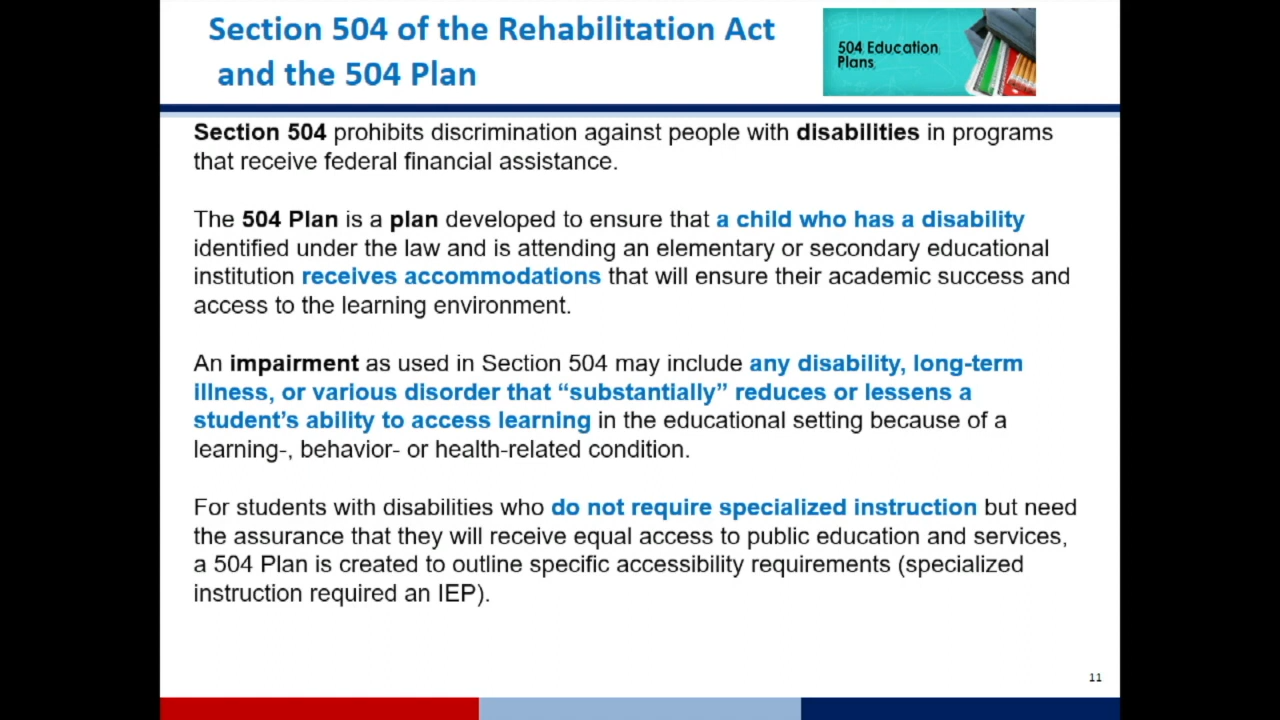 Section 504 of the Rehabilitation Act
and the 504 Plan
504 Education
Plans
Section 504 prohibits discrimination against people with disabilities in programs
that receive federal financial assistance.
The 504 Plan is a plan developed to ensure that a child who has a disability
identified under the law and is attending an elementary or secondary educational
institution receives accommodations that will ensure their academic success and
access to the learning environment.
An impairment as used in Section 504 may include any disability, long-term
illness, or various disorder that “substantially” reduces or lessens a
student’s ability to access learning in the educational setting because of a
learning-, behavior- or health-related condition.
For students with disabilities who do not require specialized instruction but need
the assurance that they will receive equal access to public education and services,
a 504 Plan is created to outline specific accessibility requirements (specialized
instruction required an IEP).
11